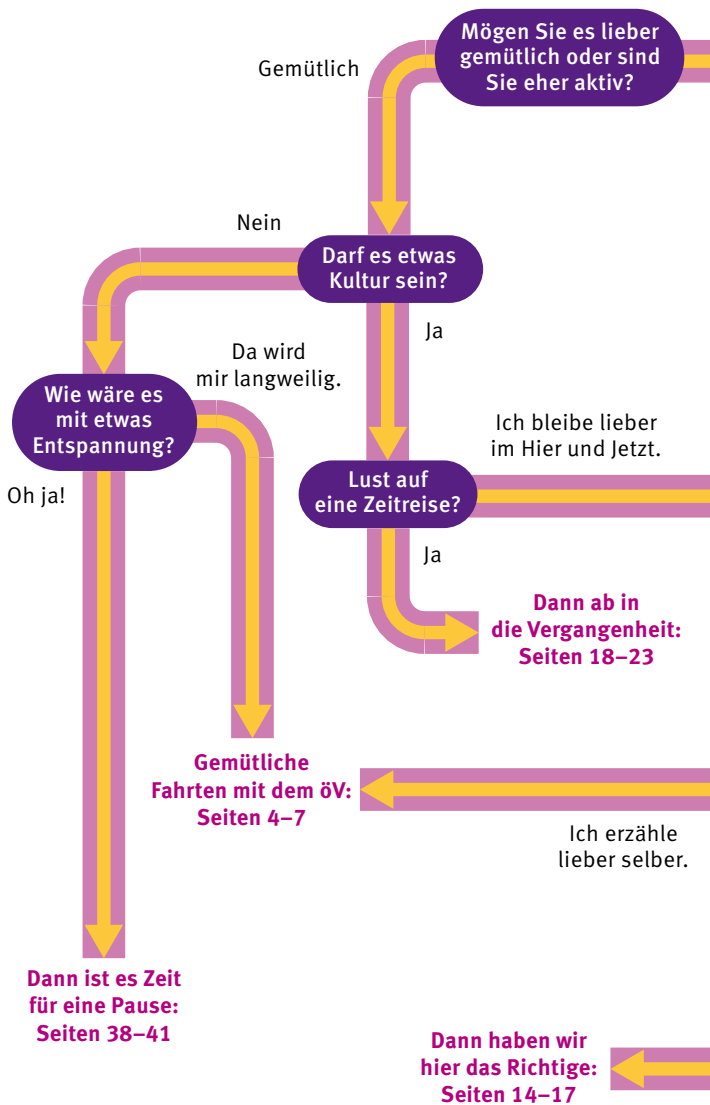 Mögen Sie es lieber
gemütlich oder sind
Sie eher aktiv?
Gemütlich
Nein
Darf es etwas
Kultur sein?
Ja
Da wird
mir langweilig.
Wie wäre es
mit etwas
Entspannung?
Ich bleibe lieber
im Hier und Jetzt.
Lust auf
eine Zeitreise?
Oh ja!
Ja
Dann ab in
die Vergangenheit:
Seiten 18–23
Gemütliche
Fahrten mit dem öV:
Seiten 4–7
Ich erzähle
lieber selber.
Dann ist es Zeit
für eine Pause:
Seiten 38–41
Dann haben wir
hier das Richtige:
Seiten 14–17